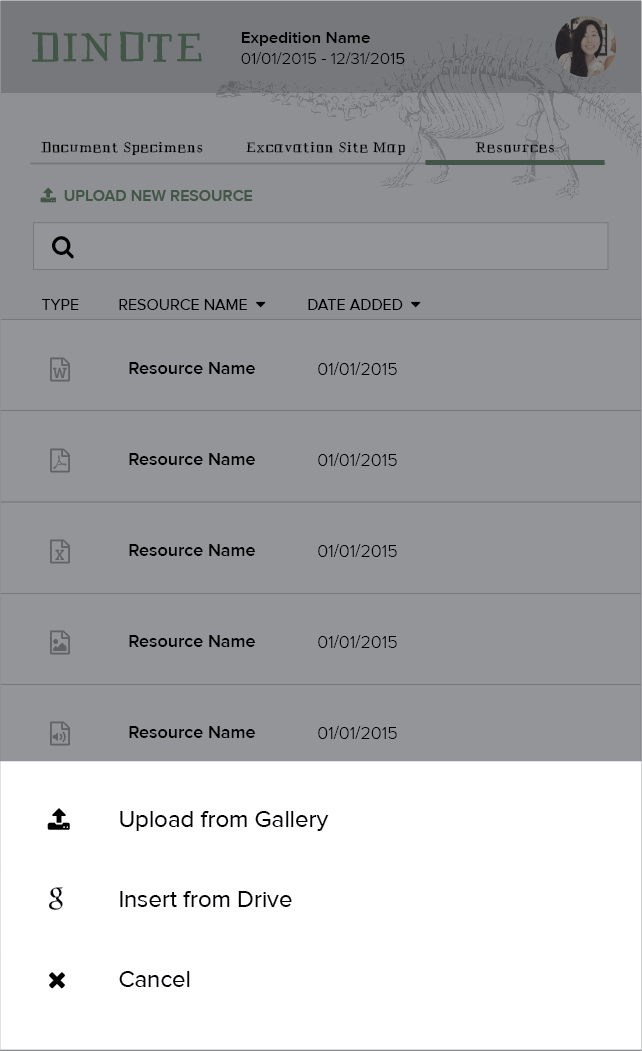 DINOTE
Expedition Name
01/01/2015 - 12/31/2015
Document Specimens
Excavation Site Map
Resources
UPLOAD NEW RESOURCE
TYPE RESOURCE NAME DATE ADDED
W Resource Name 01/01/2015
Resource Name 01/01/2015
X Resource Name 01/01/2015
Resource Name 01/01/2015
Resource Name 01/01/2015
Upload from Gallery
g Insert from Drive
Cancel